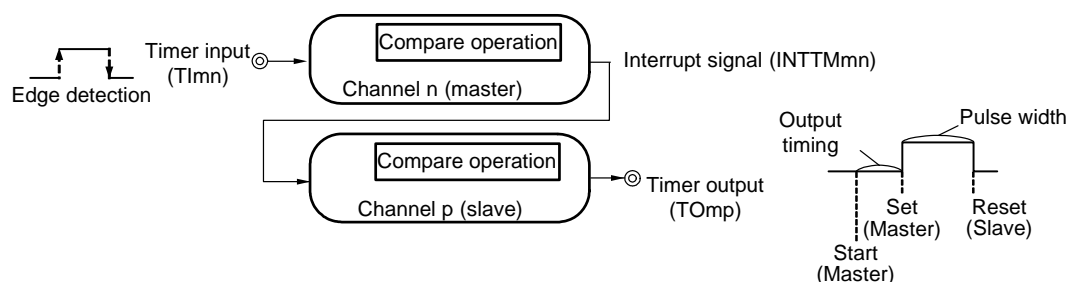 Timer input
(TImn)
Edge detection
Compare operation
Channel n (master)
Interrupt signal (INTTMmn)
Compare operation
Channel p (slave)
Timer output
(TOmp)
Output
timing
Pulse width
Set
(Master)
Reset
(Slave)
Start
(Master)